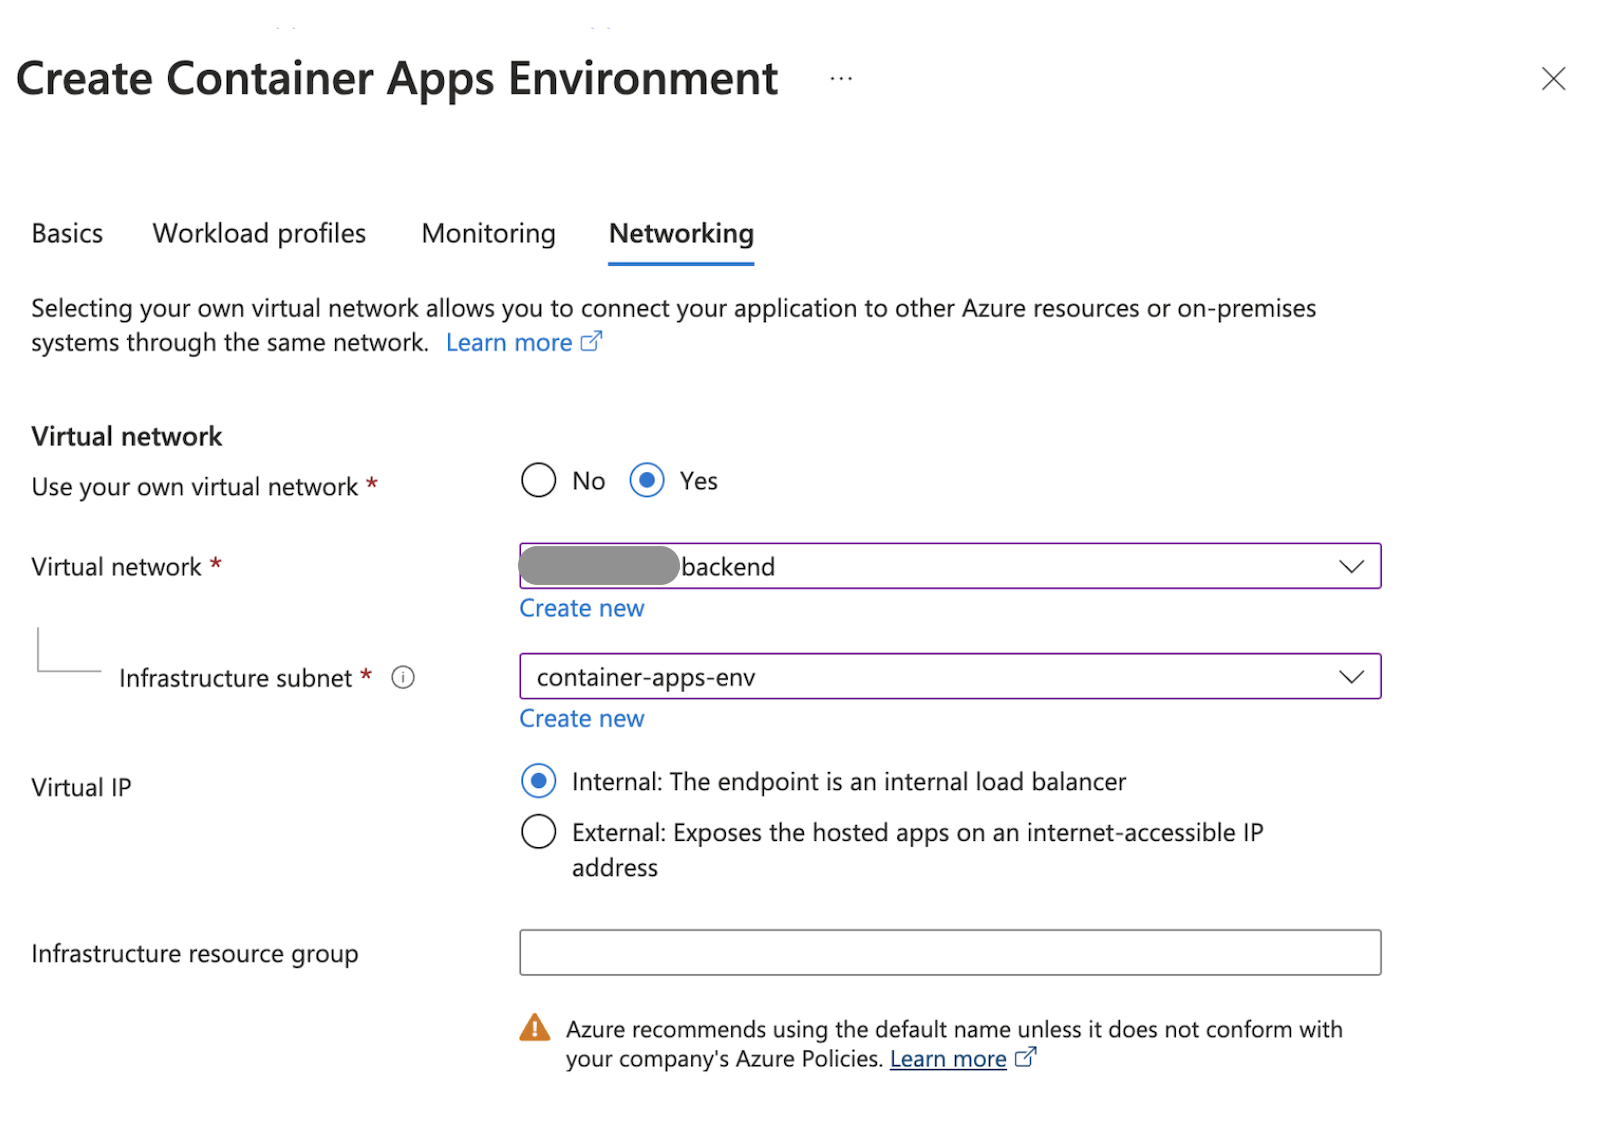 Create Container Apps Environment ...
Basics Workload profiles Monitoring Networking
Selecting your own virtual network allows you to connect your application to other Azure resources or on-premises
systems through the same network. Learn more
Virtual network
Use your own virtual network * No Yes
Virtual network * backend
Create new
Infrastructure subnet * container-apps-env
Create new
Virtual IP Internal: The endpoint is an internal load balancer
External: Exposes the hosted apps on an internet-accessible IP
address
Infrastructure resource group
Azure recommends using the default name unless it does not conform with
your company's Azure Policies. Learn more